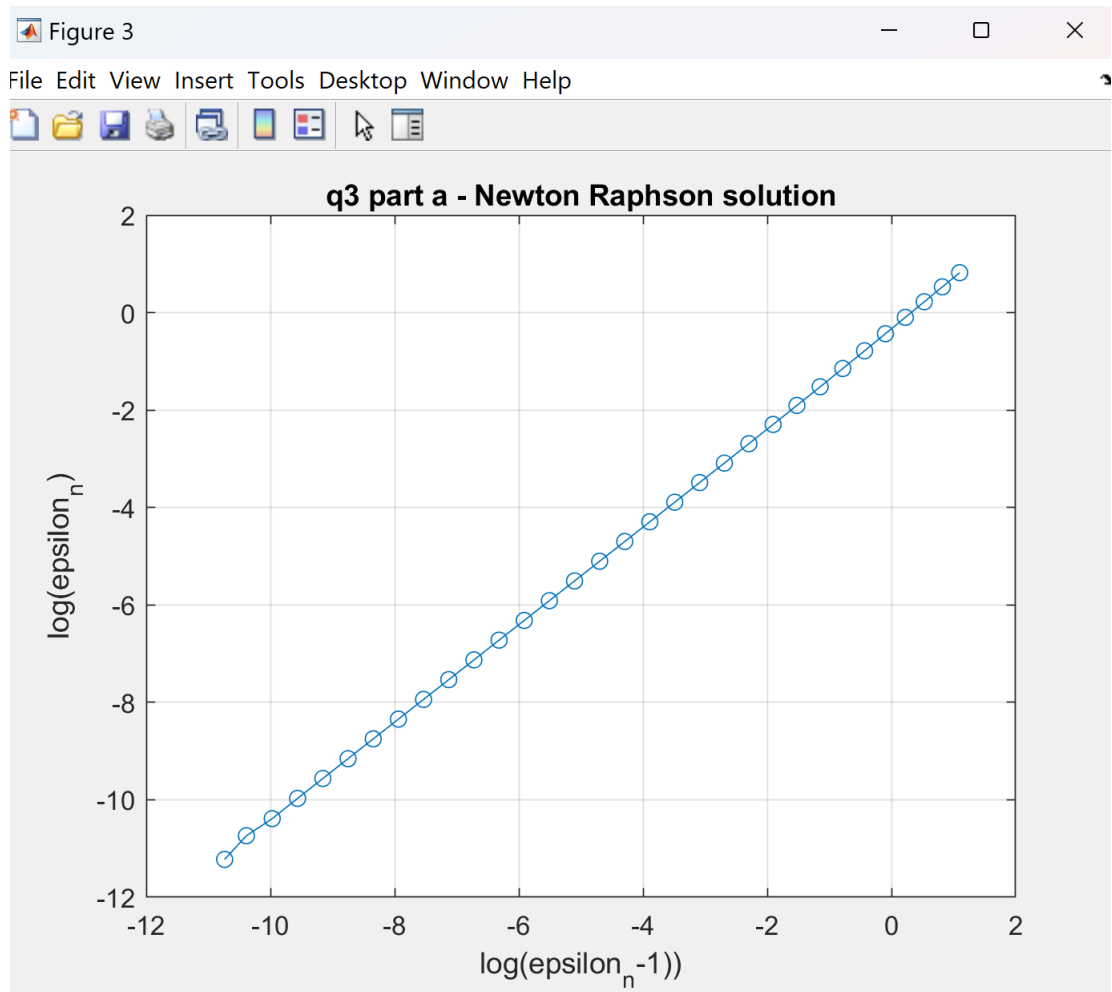 Figure 3
File Edit View Insert Tools Desktop Window Help
q3 part a - Newton Raphson solution
2
0
-2
-4
-6
-8
-10
-12
log(epsilon_n)
-12 -10 -8 -6 -4 -2 0 2
log(epsilon_n-1))